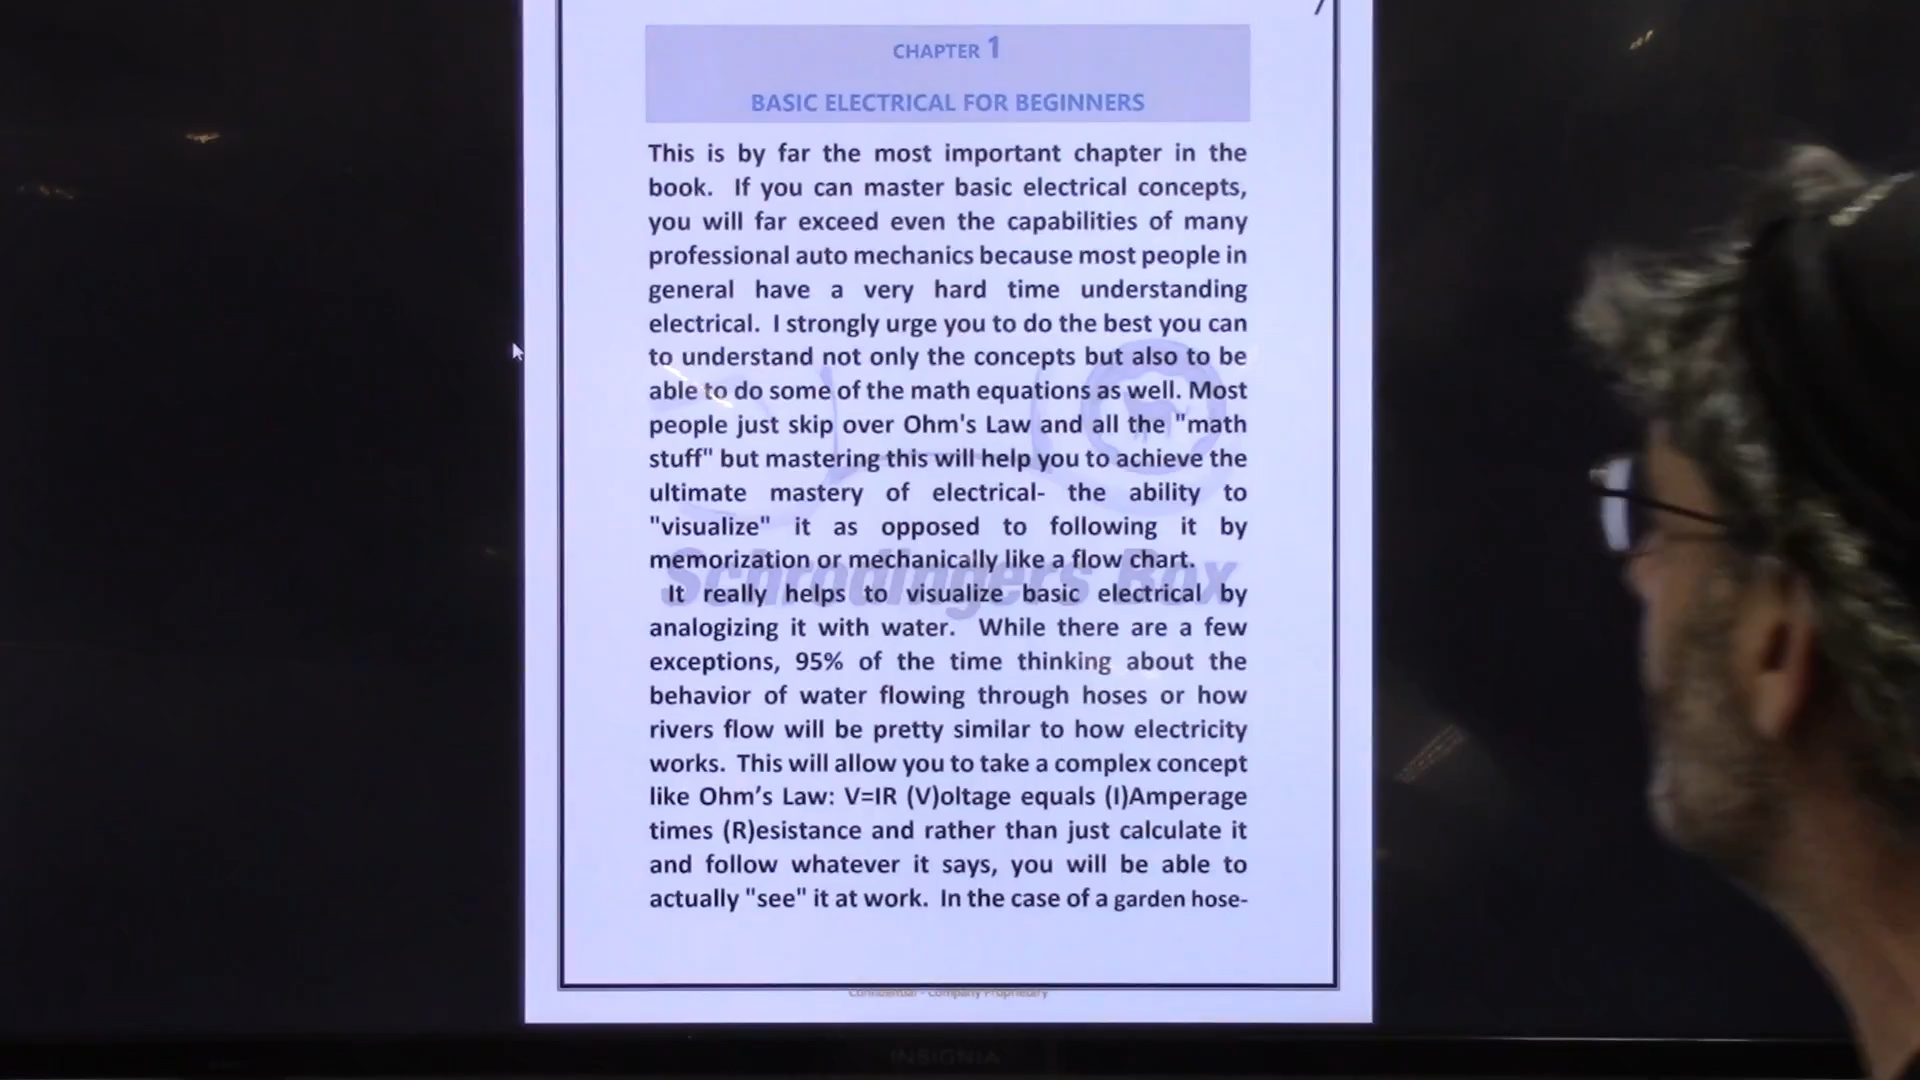 7
CHAPTER 1
BASIC ELECTRICAL FOR BEGINNERS
This is by far the most important chapter in the
book. If you can master basic electrical concepts,
you will far exceed even the capabilities of many
professional auto mechanics because most people in
general have a very hard time understanding
electrical. I strongly urge you to do the best you can
to understand not only the concepts but also to be
able to do some of the math equations as well. Most
people just skip over Ohm's Law and all the "math
stuff" but mastering this will help you to achieve the
ultimate mastery of electrical- the ability to
"visualize" it as opposed to following it by
memorization or mechanically like a flow chart.
Schrodingers Box
It really helps to visualize basic electrical by
analogizing it with water. While there are a few
exceptions, 95% of the time thinking about the
behavior of water flowing through hoses or how
rivers flow will be pretty similar to how electricity
works. This will allow you to take a complex concept
like Ohm’s Law: V=IR (V)oltage equals (I)Amperage
times (R)esistance and rather than just calculate it
and follow whatever it says, you will be able to
actually "see" it at work. In the case of a garden hose-
Confidential - Company Proprietary
INSIGNIA